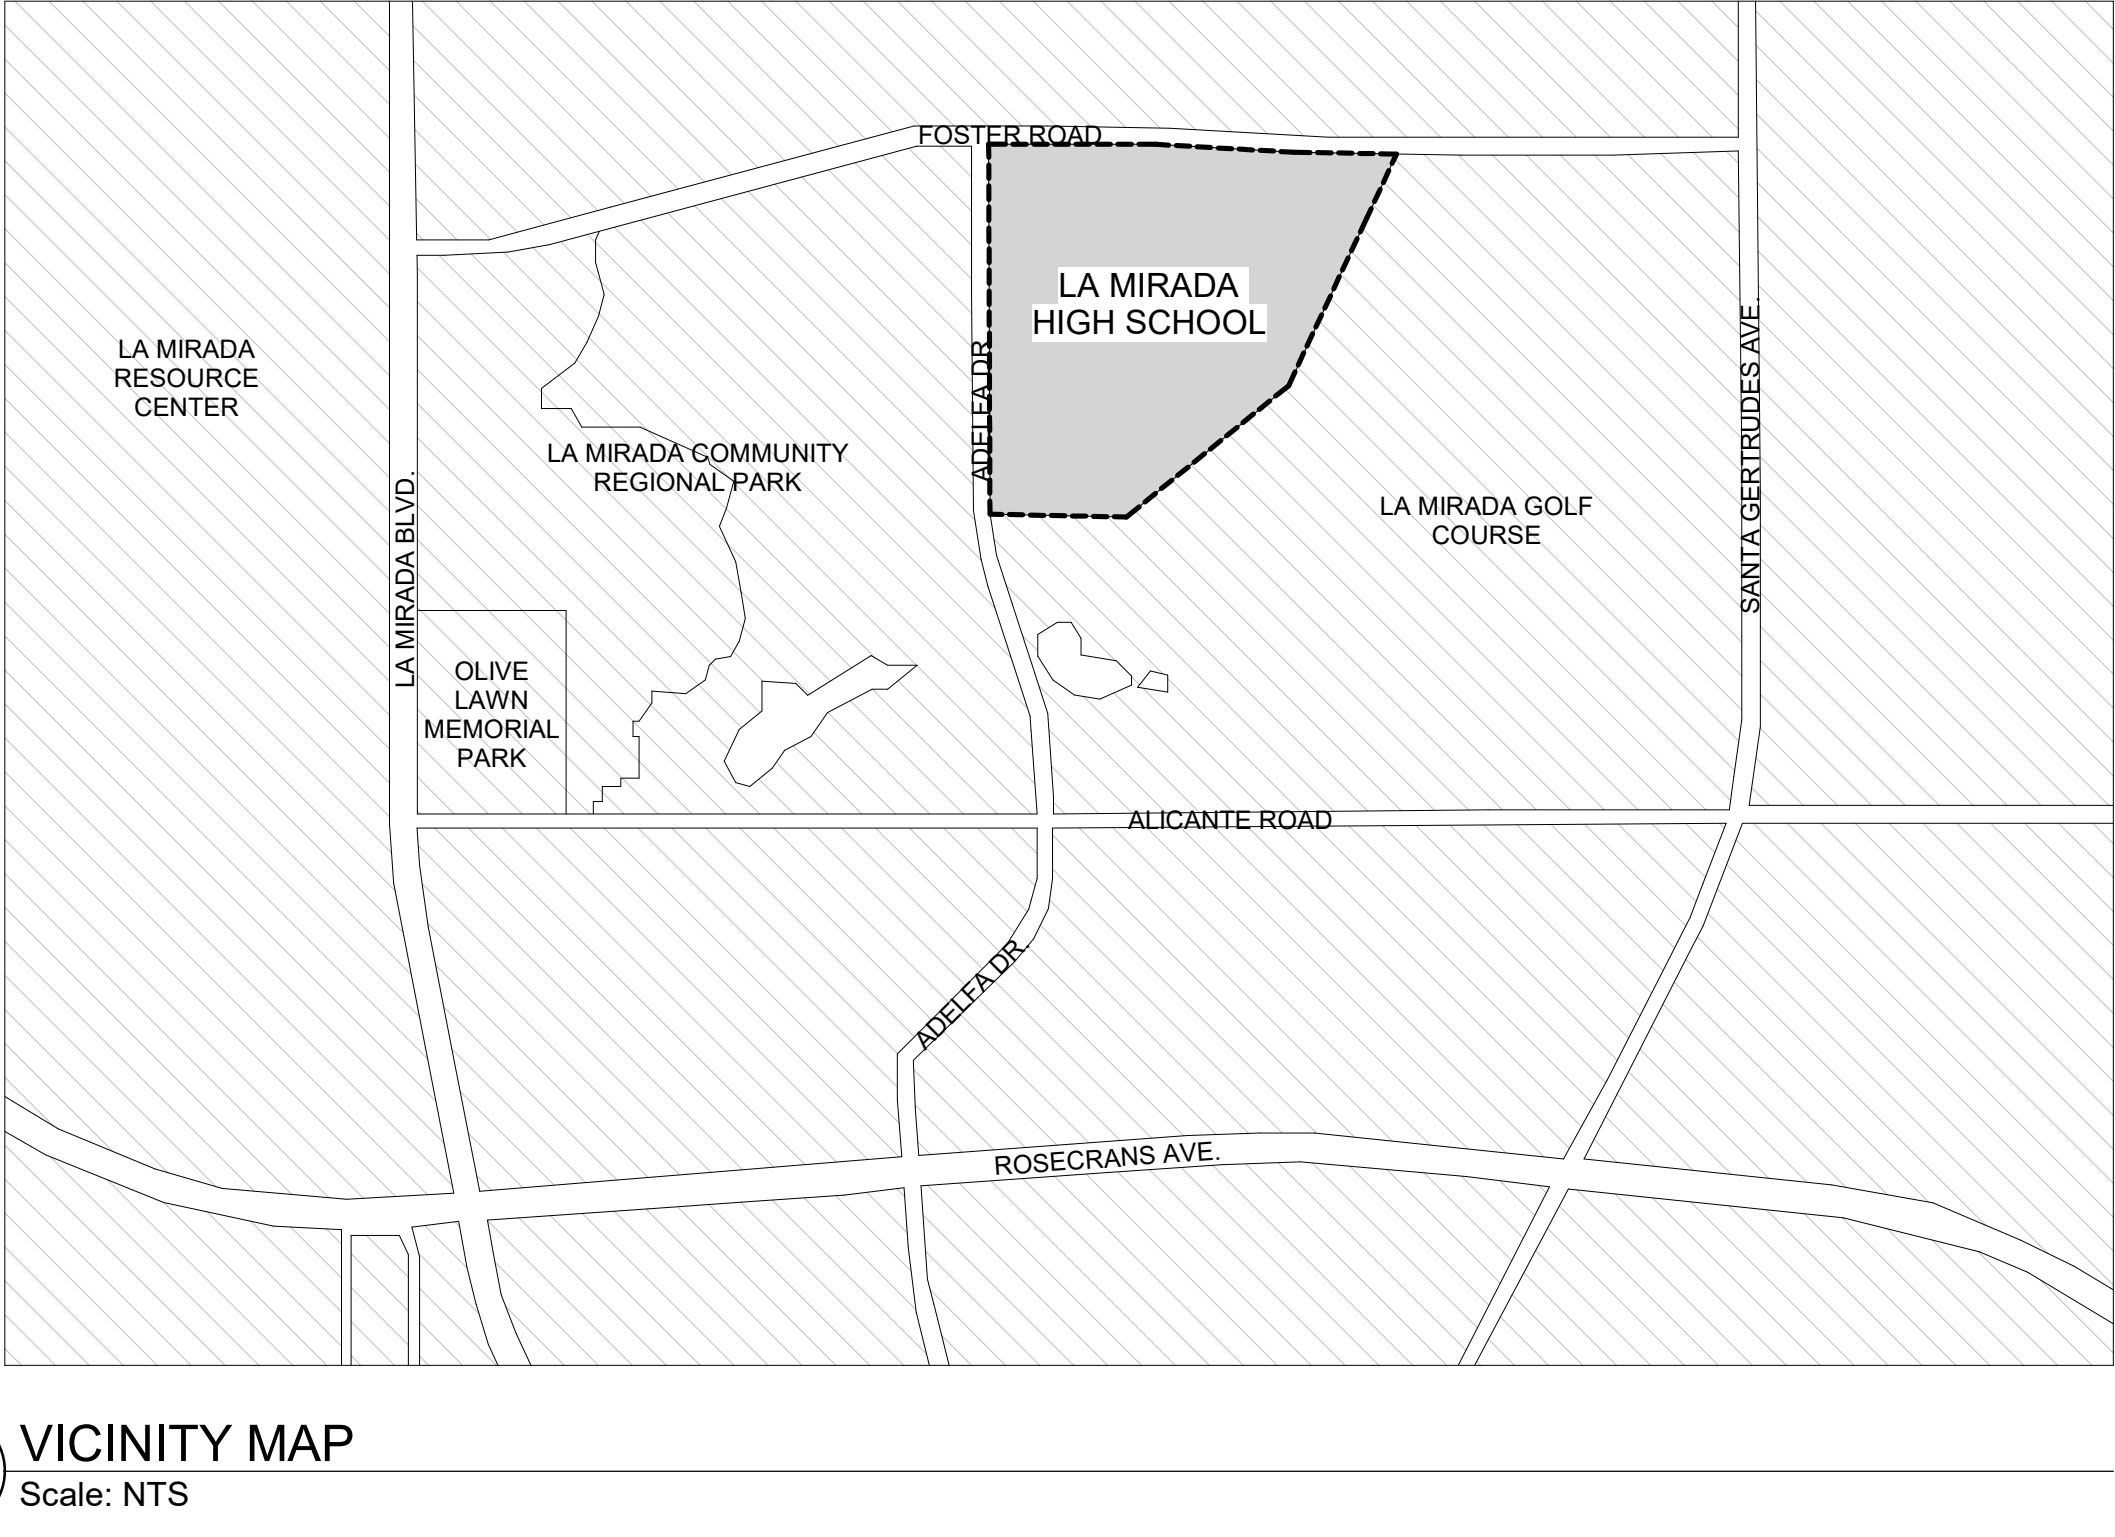 FOSTER ROAD
LA MIRADA
HIGH SCHOOL
LA MIRADA
RESOURCE
CENTER
ADELFA DR.
SANTA GERTRUDES AVE.
LA MIRADA COMMUNITY
REGIONAL PARK
LA MIRADA GOLF
COURSE
LA MIRADA BLVD.
OLIVE
LAWN
MEMORIAL
PARK
ALICANTE ROAD
ADELFA DR.
ROSECRANS AVE.
VICINITY MAP
Scale: NTS